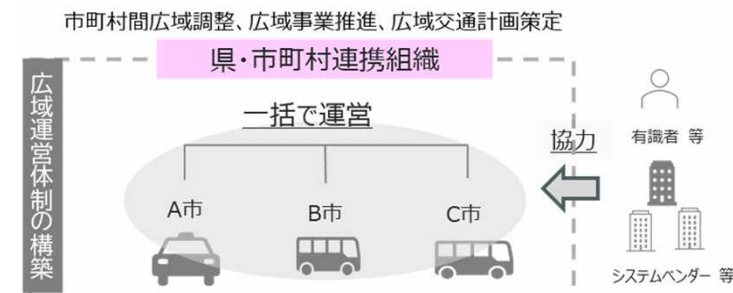 市町村間広域調整、広域事業推進、広域交通計画策定
県・市町村連携組織
広域運営体制の構築
一括で運営
A市
B市
C市
協力
有識者 等
システムベンダー 等